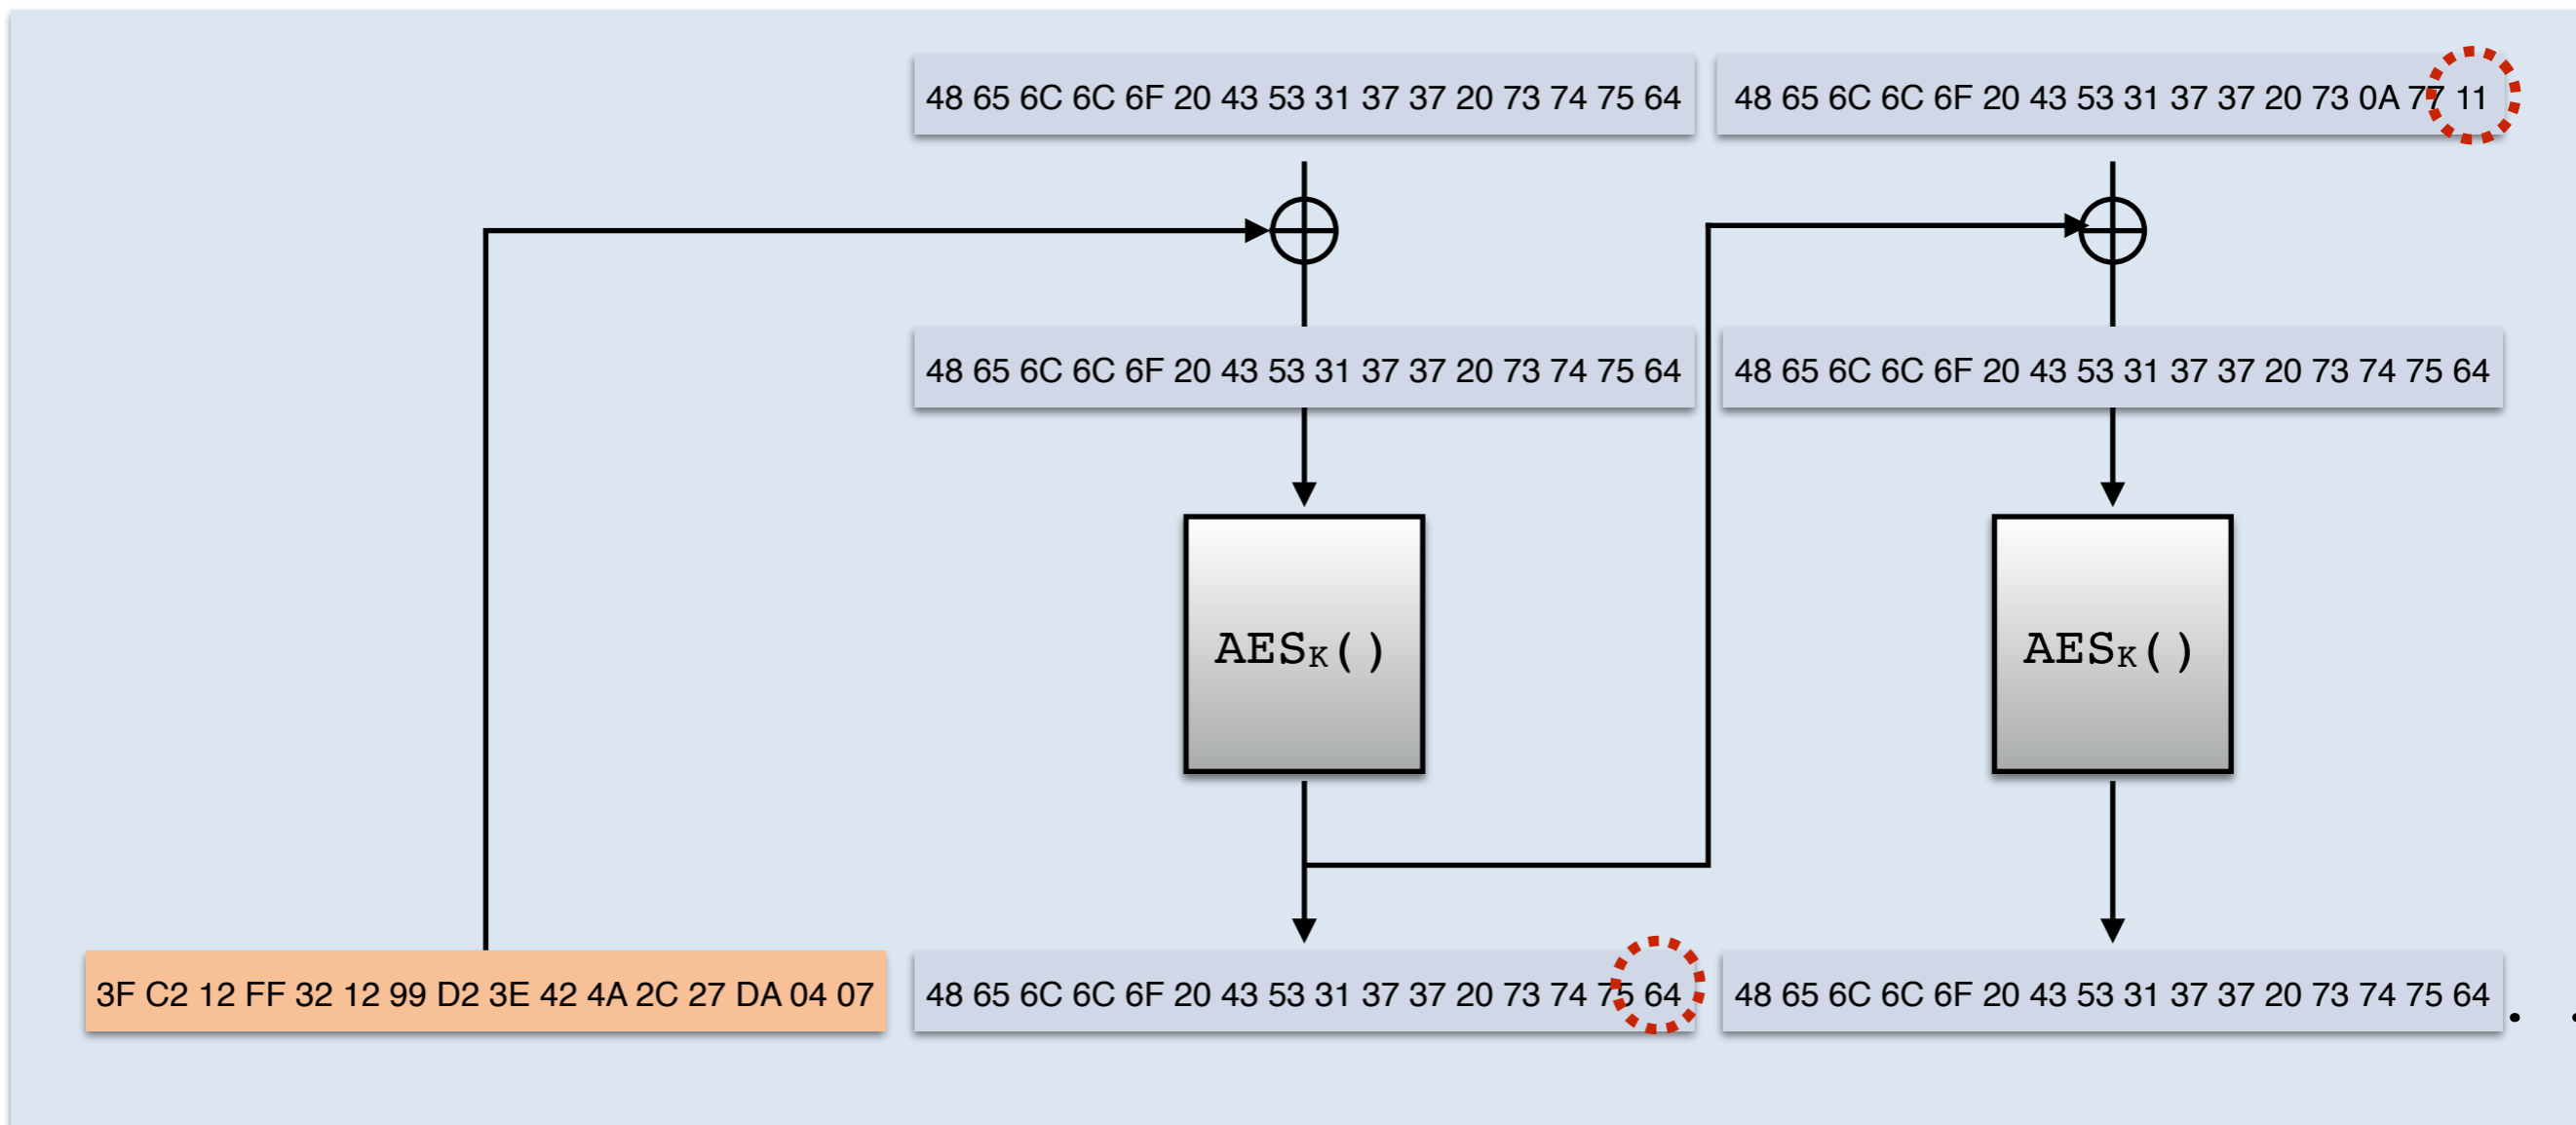 48 65 6C 6C 6F 20 43 53 31 37 37 20 73 74 75 64
48 65 6C 6C 6F 20 43 53 31 37 37 20 73 0A 77 11
48 65 6C 6C 6F 20 43 53 31 37 37 20 73 74 75 64
48 65 6C 6C 6F 20 43 53 31 37 37 20 73 74 75 64
AESK()
AESK()
3F C2 12 FF 32 12 99 D2 3E 42 4A 2C 27 DA 04 07
48 65 6C 6C 6F 20 43 53 31 37 37 20 73 74 75 64
48 65 6C 6C 6F 20 43 53 31 37 37 20 73 74 75 64 . .